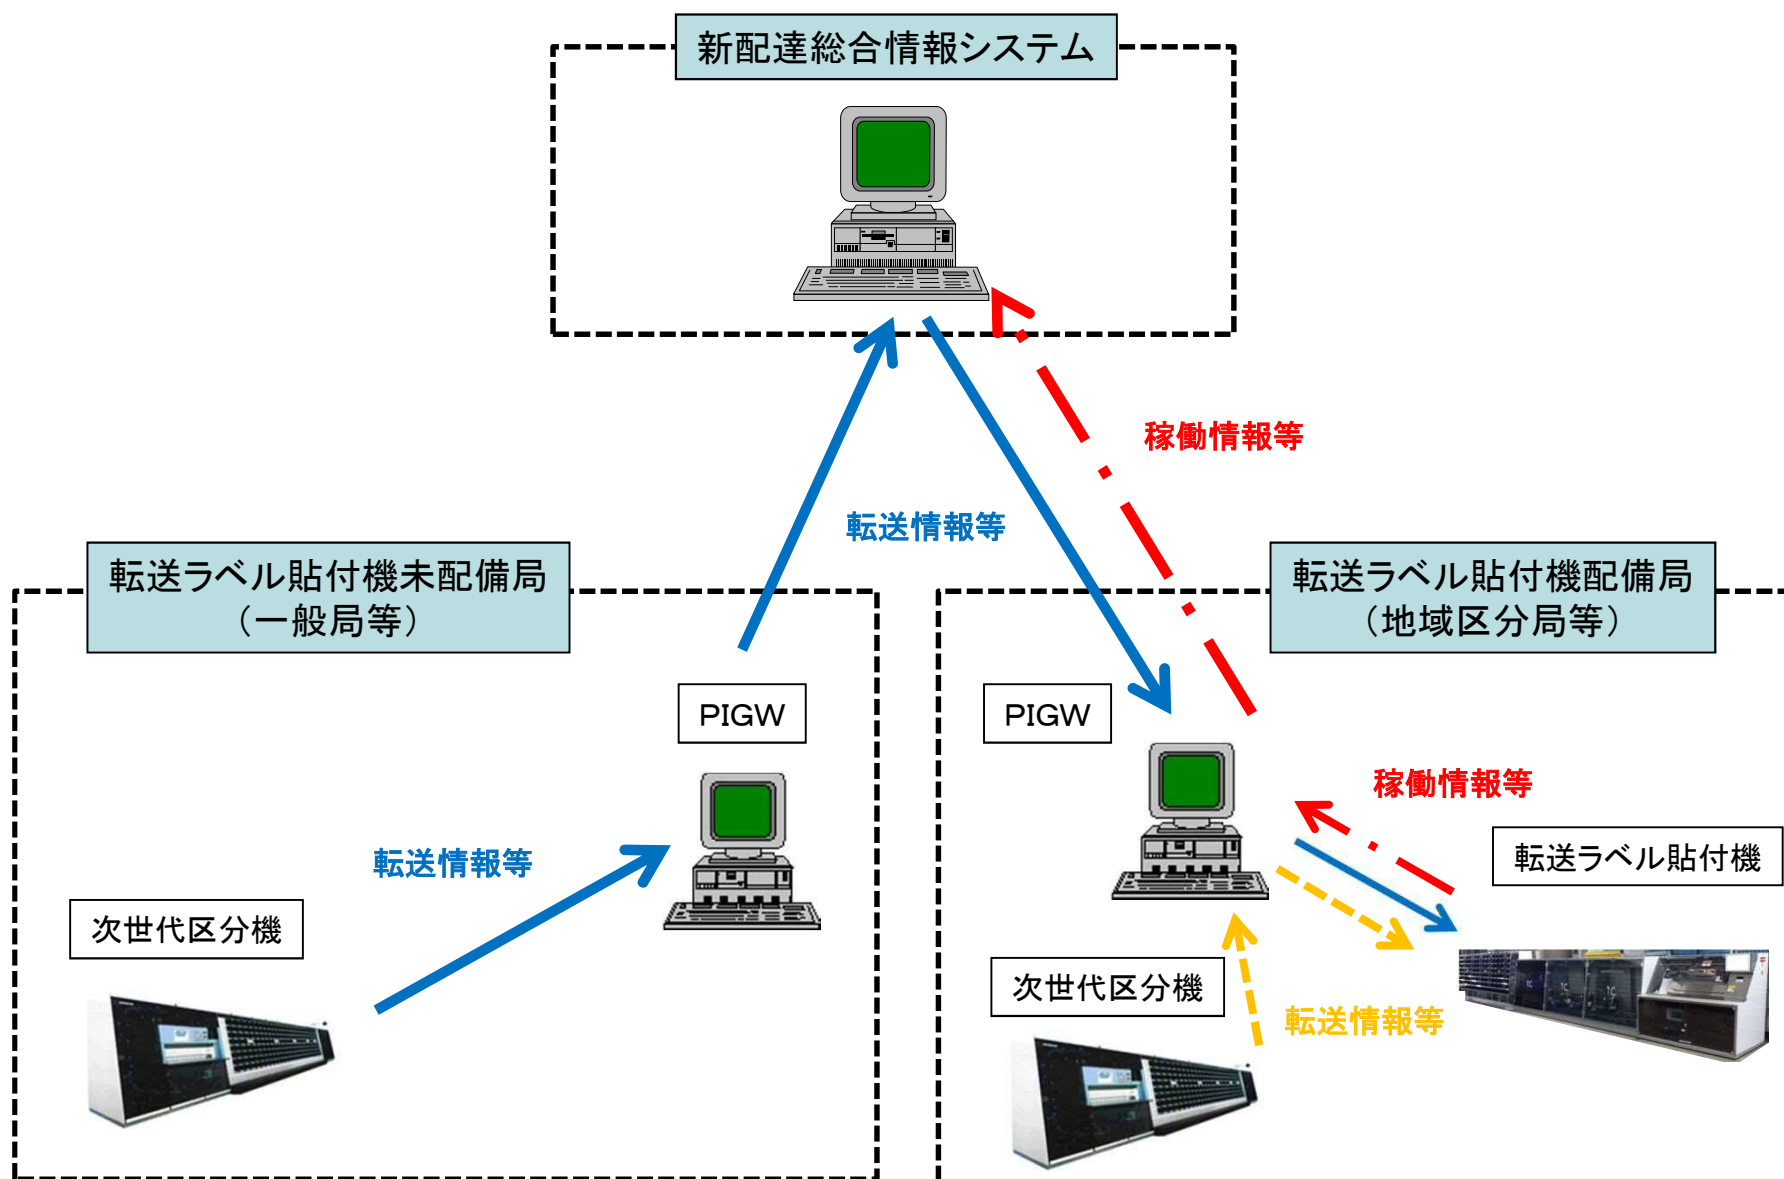 新配達総合情報システム
稼働情報等
転送情報等
転送ラベル貼付機未配備局
（一般局等）
転送ラベル貼付機配備局
（地域区分局等）
PIGW
PIGW
稼働情報等
転送情報等
転送ラベル貼付機
次世代区分機
次世代区分機
転送情報等